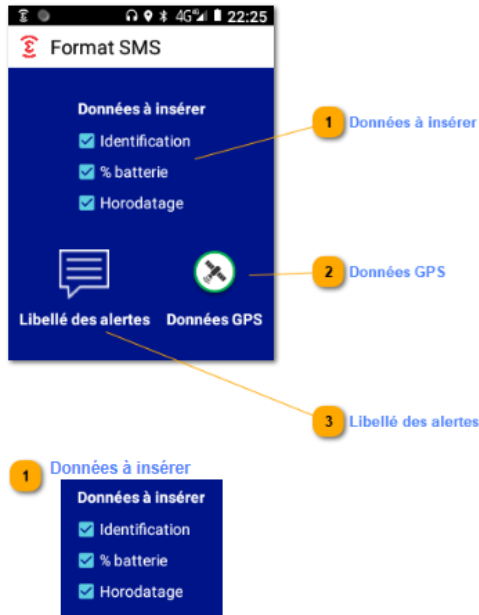 4G 22:25
Format SMS
Données à insérer
Identification
% batterie
Horodatage
Libellé des alertes Données GPS
1 Données à insérer
2 Données GPS
3 Libellé des alertes
1 Données à insérer
Données à insérer
Identification
% batterie
Horodatage